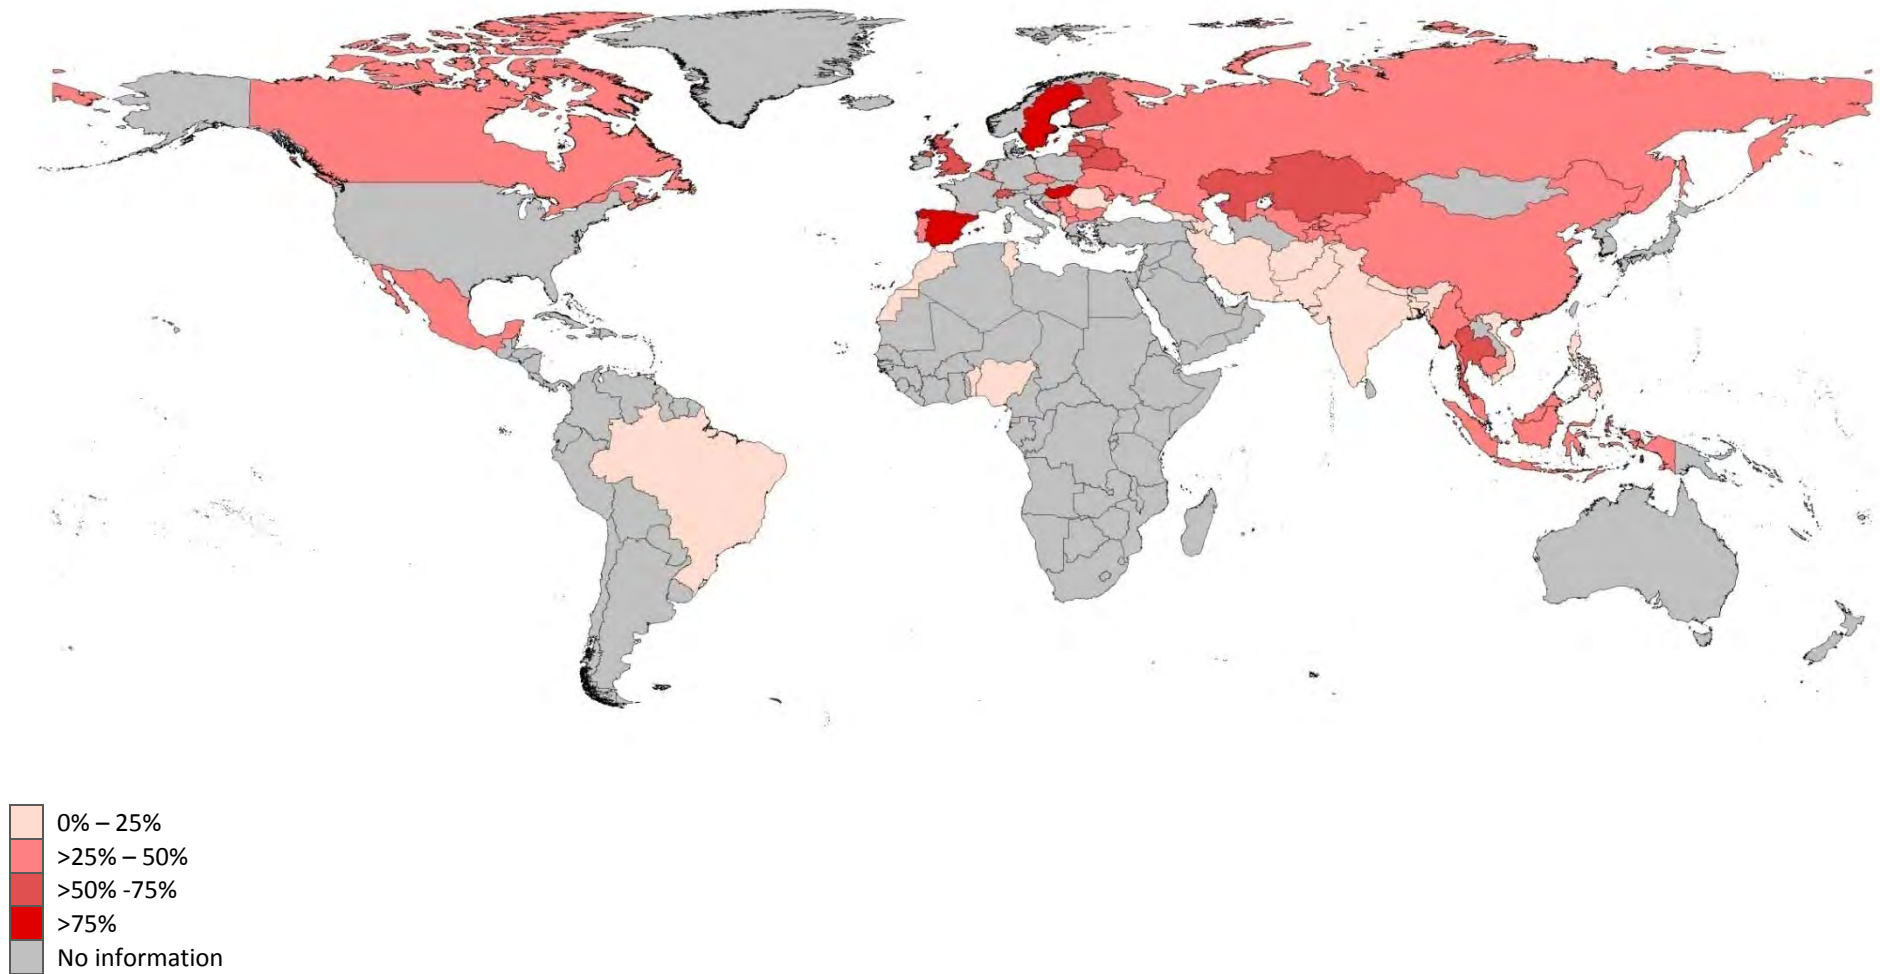 0% – 25%
>25% – 50%
>50% -75%
>75%
No information